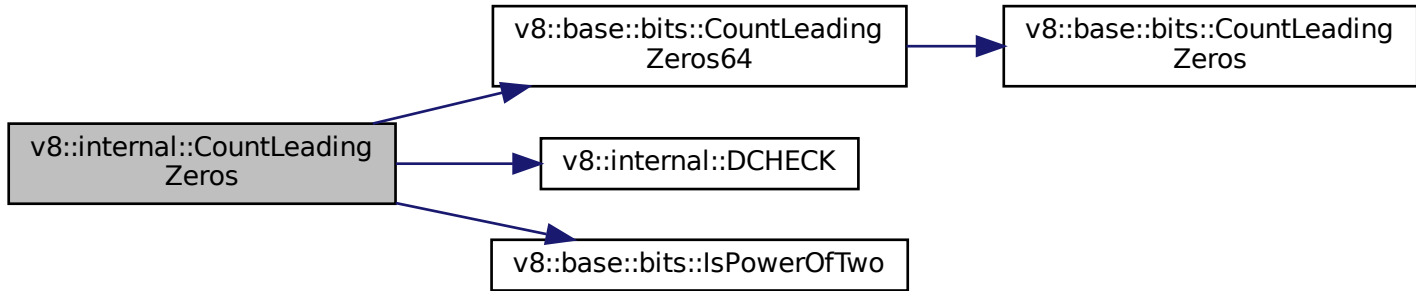 v8::internal::CountLeading
Zeros
v8::base::bits::CountLeading
Zeros64
v8::base::bits::CountLeading
Zeros
v8::internal::DCHECK
v8::base::bits::IsPowerOfTwo